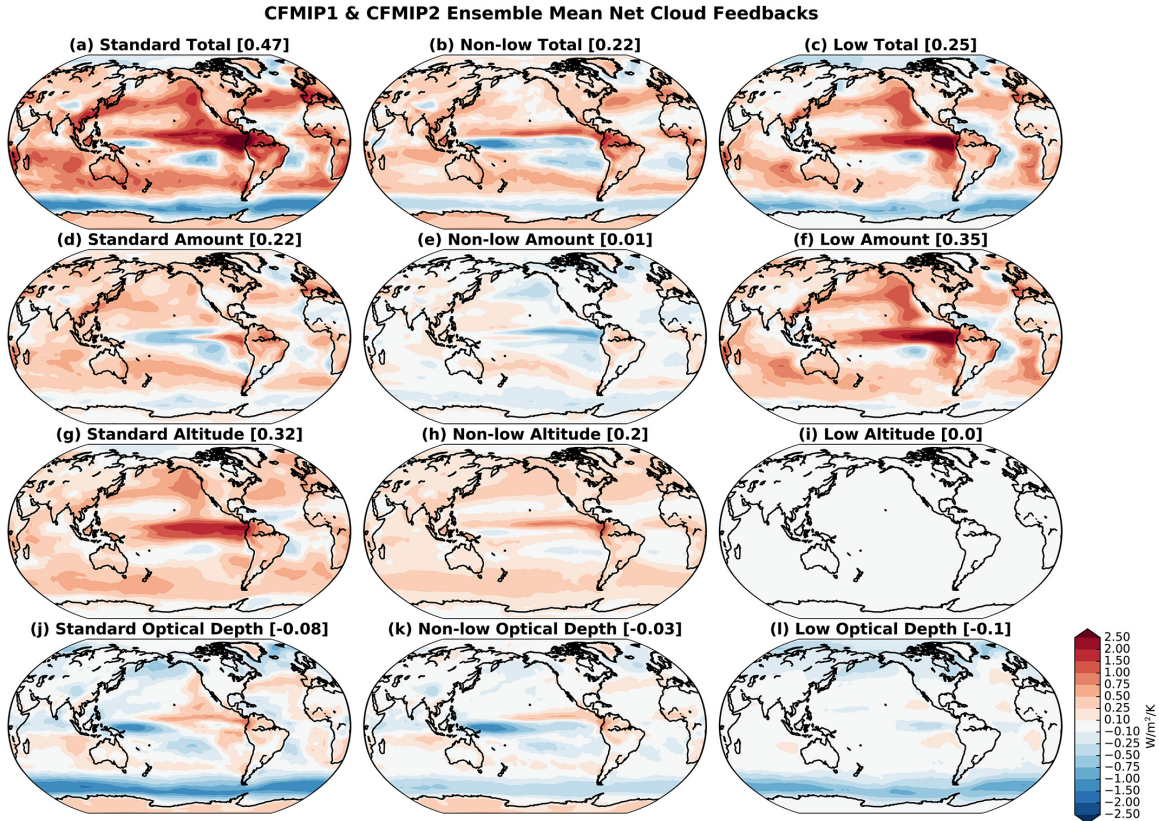 CFMIP1 & CFMIP2 Ensemble Mean Net Cloud Feedbacks
(a) Standard Total [0.47]
(b) Non-low Total [0.22]
(c) Low Total [0.25]
(d) Standard Amount [0.22]
(e) Non-low Amount [0.01]
(f) Low Amount [0.35]
(g) Standard Altitude [0.32]
(h) Non-low Altitude [0.2]
(i) Low Altitude [0.0]
(j) Standard Optical Depth [-0.08]
(k) Non-low Optical Depth [-0.03]
(l) Low Optical Depth [-0.1]
2.50
2.00
1.50
1.00
0.75
0.50
0.25
0.10
−0.10
−0.25
−0.50
−0.75
−1.00
−1.50
−2.00
−2.50
W/m²/K